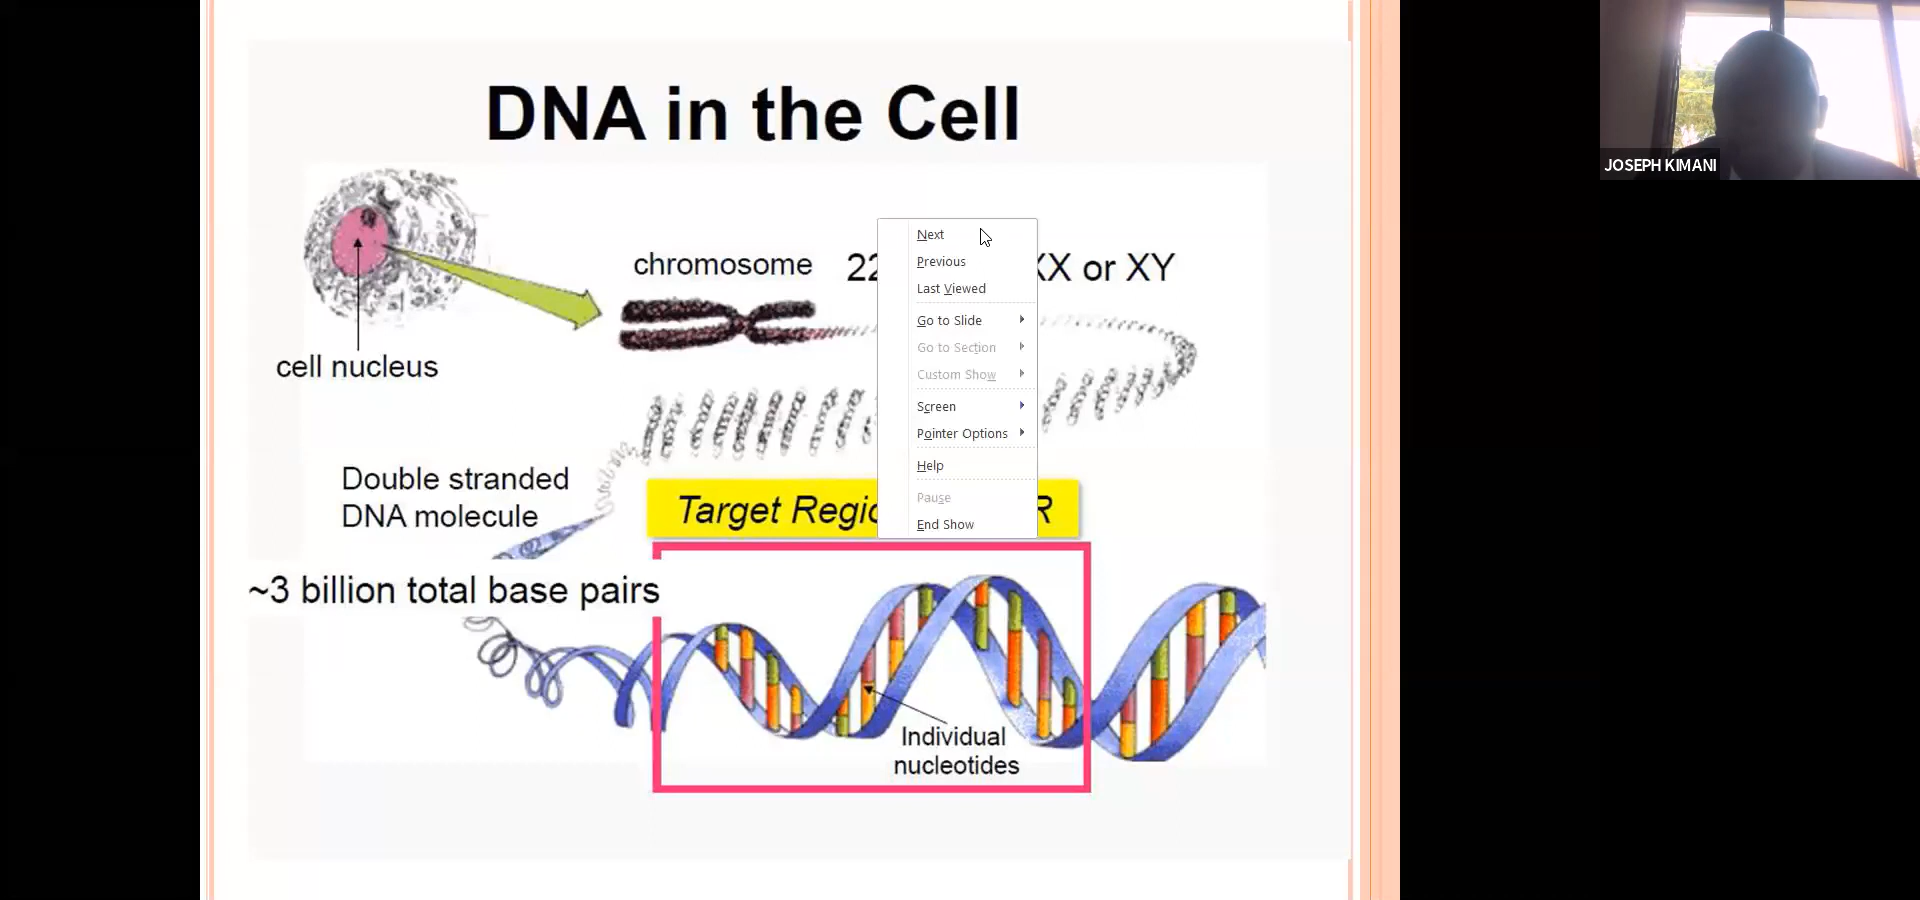 DNA in the Cell
JOSEPH KIMANI
chromosome
22
XX or XY
cell nucleus
Next
Previous
Last Viewed
Go to Slide
Go to Section
Custom Show
Screen
Pointer Options
Help
Pause
End Show
Double stranded
DNA molecule
Target Regio
R
~3 billion total base pairs
Individual
nucleotides